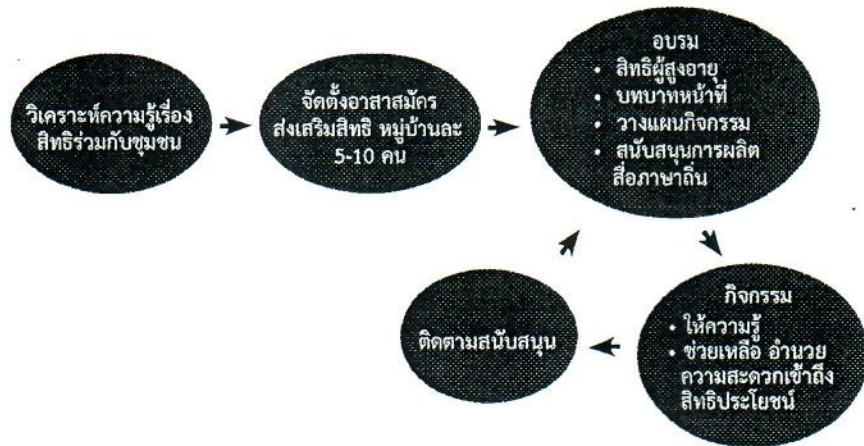 วิเคราะห์ความรู้เรื่อง
สิทธิร่วมกับชุมชน
จัดตั้งอาสาสมัคร
ส่งเสริมสิทธิ หมู่บ้านละ
5-10 คน
อบรม
• สิทธิผู้สูงอายุ
• บทบาทหน้าที่
• วางแผนกิจกรรม
• สนับสนุนการผลิต
สื่อภาษาถิ่น
กิจกรรม
• ให้ความรู้
• ช่วยเหลือ อำนวย
ความสะดวกเข้าถึง
สิทธิประโยชน์
ติดตามสนับสนุน